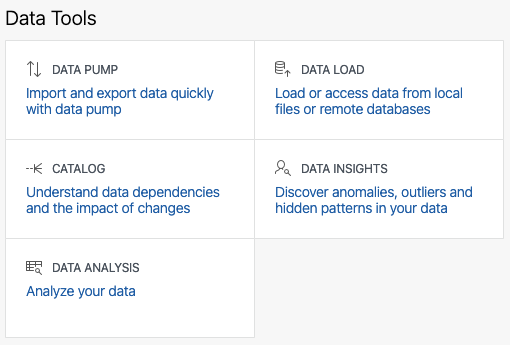 Data Tools
DATA PUMP
Import and export data quickly
with data pump
DATA LOAD
Load or access data from local
files or remote databases
CATALOG
Understand data dependencies
and the impact of changes
DATA INSIGHTS
Discover anomalies, outliers and
hidden patterns in your data
DATA ANALYSIS
Analyze your data